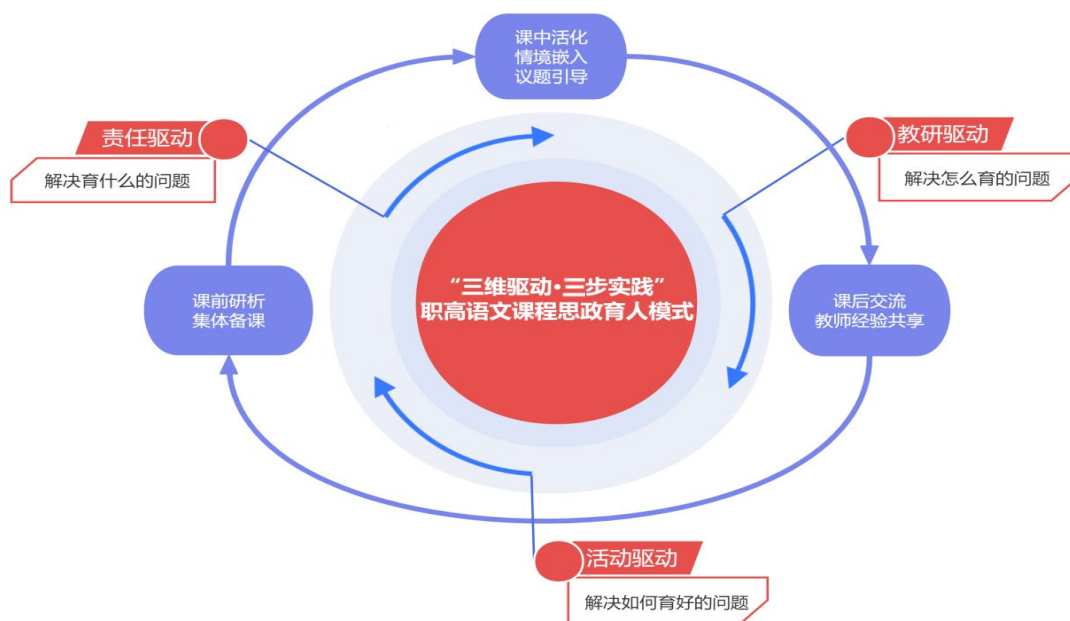 课中活化
情境嵌入
议题引导
责任驱动
解决育什么的问题
教研驱动
解决怎么育的问题
课前研析
集体备课
“三维驱动·三步实践”
职高语文课程思政育人模式
课后交流
教师经验共享
活动驱动
解决如何育好的问题